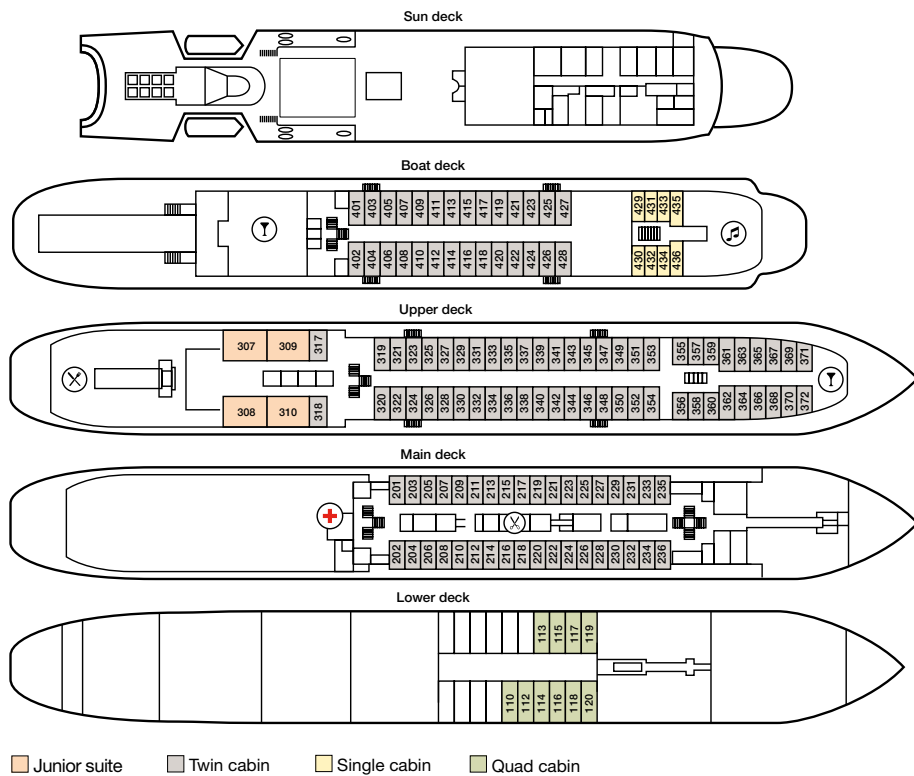 Sun deck
Boat deck
401 403 405 407 409 411 413 415 417 419 421 423 425 427 429 431 433 435
402 404 406 408 410 412 414 416 418 420 422 424 426 428 430 432 434 436
Upper deck
307 309 317 319 321 323 325 327 329 331 333 335 337 339 341 343 345 347 349 351 353 355 357 359 361 363 365 367 369 371
308 310 318 320 322 324 326 328 330 332 334 336 338 340 342 344 346 348 350 352 354 356 358 360 362 364 366 368 370 372
Main deck
201 203 205 207 209 211 213 215 217 219 221 223 225 227 229 231 233 235
202 204 206 208 210 212 214 216 218 220 222 224 226 228 230 232 234 236
Lower deck
113 115 117 119
110 112 114 116 118 120
Junior suite Twin cabin Single cabin Quad cabin